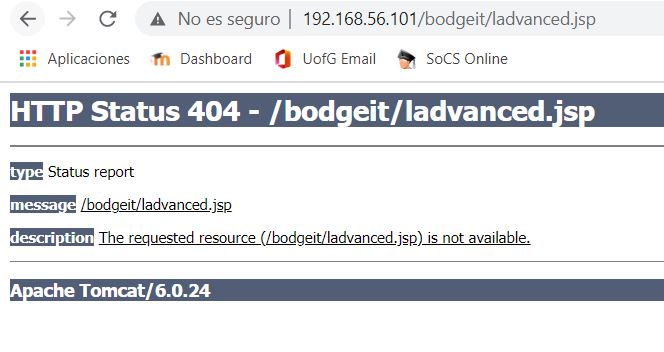 No es seguro | 192.168.56.101/bodgeit/ladvanced.jsp
Aplicaciones Dashboard UofG Email SoCS Online
HTTP Status 404 - /bodgeit/ladvanced.jsp
type Status report
message /bodgeit/ladvanced.jsp
description The requested resource (/bodgeit/ladvanced.jsp) is not available.
Apache Tomcat/6.0.24